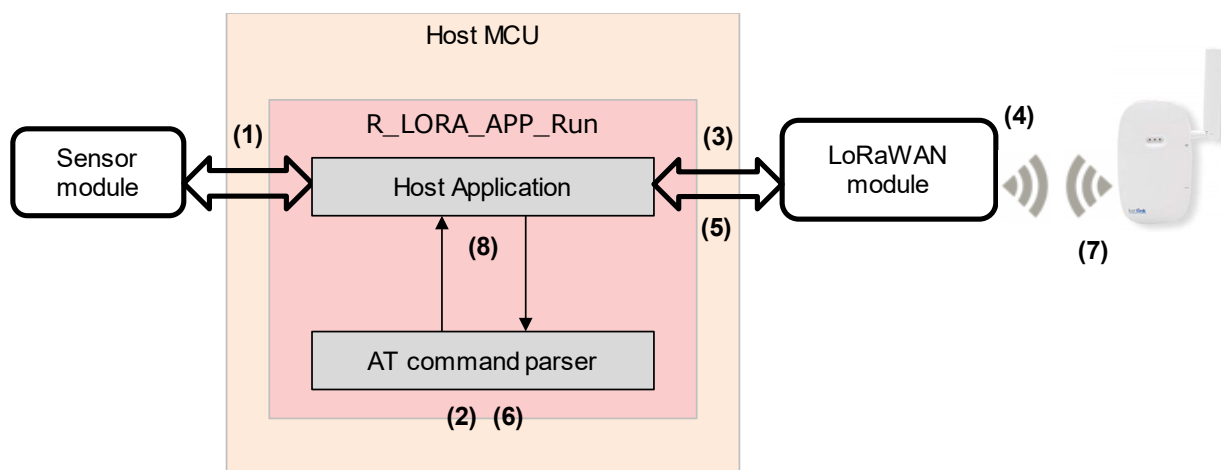 Host MCU
R_LORA_APP_Run
(1)
(3)
(4)
Sensor
module
Host Application
LoRaWAN
module
(5)
(8)
(7)
AT command parser
(2) (6)